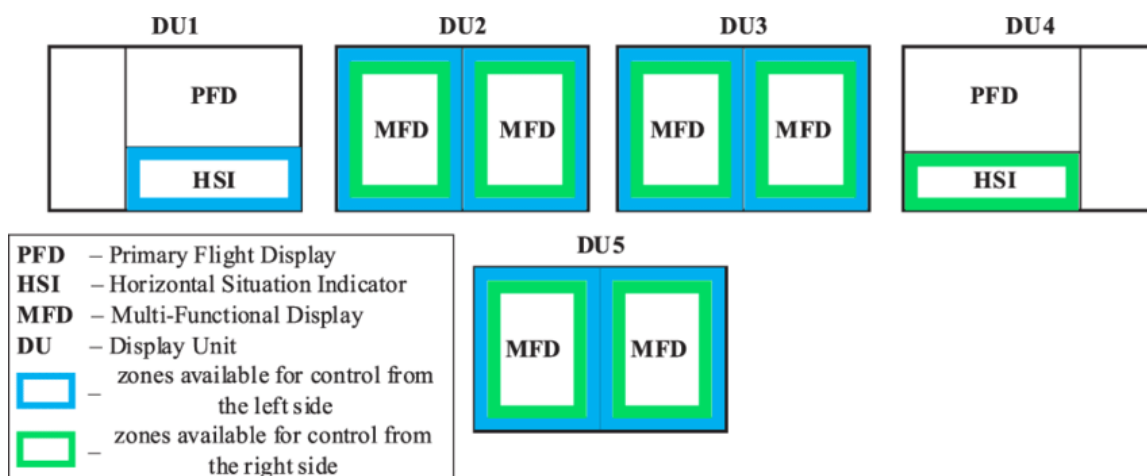 DU1
DU2
DU3
DU4
PFD
MFD
MFD
MFD
MFD
PFD
HSI
HSI
PFD – Primary Flight Display
HSI – Horizontal Situation Indicator
MFD – Multi-Functional Display
DU – Display Unit
– zones available for control from
the left side
– zones available for control from
the right side
DU5
MFD
MFD